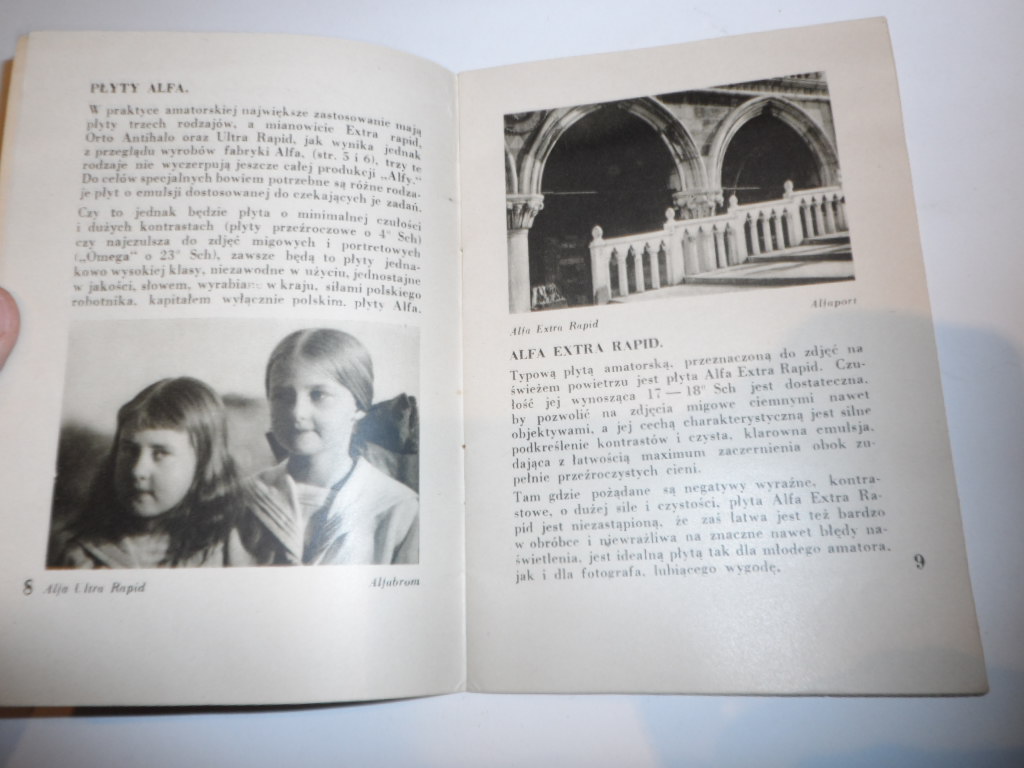 PŁYTY ALFA.
W praktyce amatorskiej największe zastosowanie mają
płyty trzech rodzajów, a mianowicie Extra rapid,
Orto Antihalo oraz Ultra Rapid, jak wynika jednak
z przeglądu wyrobów fabryki Alfa, (str. 5 i 6), trzy te
rodzaje nie wyczerpują jeszcze całej produkcji „Alfy.”
Do celów specjalnych bowiem potrzebne są różne rodza-
je płyt o emulsji dostosowanej do czekających je zadań.
Czy to jednak będzie płyta o minimalnej czułości
i dużych kontrastach (płyty przeźroczowe o 4° Sch)
czy najczulsza do zdjęć migowych i portretowych
(„Omega” o 23° Sch), zawsze będą to płyty jedna-
kowo wysokiej klasy, niezawodne w użyciu, jednostajne
w jakości, słowem, wyrabiane w kraju, siłami polskiego
robotnika, kapitałem wyłącznie polskim, płyty Alfa.
8 Alfa Ultra Rapid
Alfabrom
Alfa Extra Rapid
Alfaport
ALFA EXTRA RAPID.
Typową płytą amatorską, przeznaczoną do zdjęć na
świeżem powietrzu jest płyta Alfa Extra Rapid. Czu-
łość jej wynosząca 17 — 18° Sch jest dostateczna,
by pozwolić na zdjęcia migowe ciemnymi nawet
objektywami, a jej cechą charakterystyczną jest silne
podkreślenie kontrastów i czysta, klarowna emulsja,
dająca z łatwością maximum zaczernienia obok zu-
pełnie przeźroczystych cieni.
Tam gdzie pożądane są negatywy wyraźne, kontra-
stowe, o dużej sile i czystości, płyta Alfa Extra Ra-
pid jest niezastąpioną, że zaś łatwa jest też bardzo
w obróbce i niewrażliwa na znaczne nawet błędy na-
świetlenia, jest idealną płytą tak dla młodego amatora,
jak i dla fotografa, lubiącego wygodę.
9